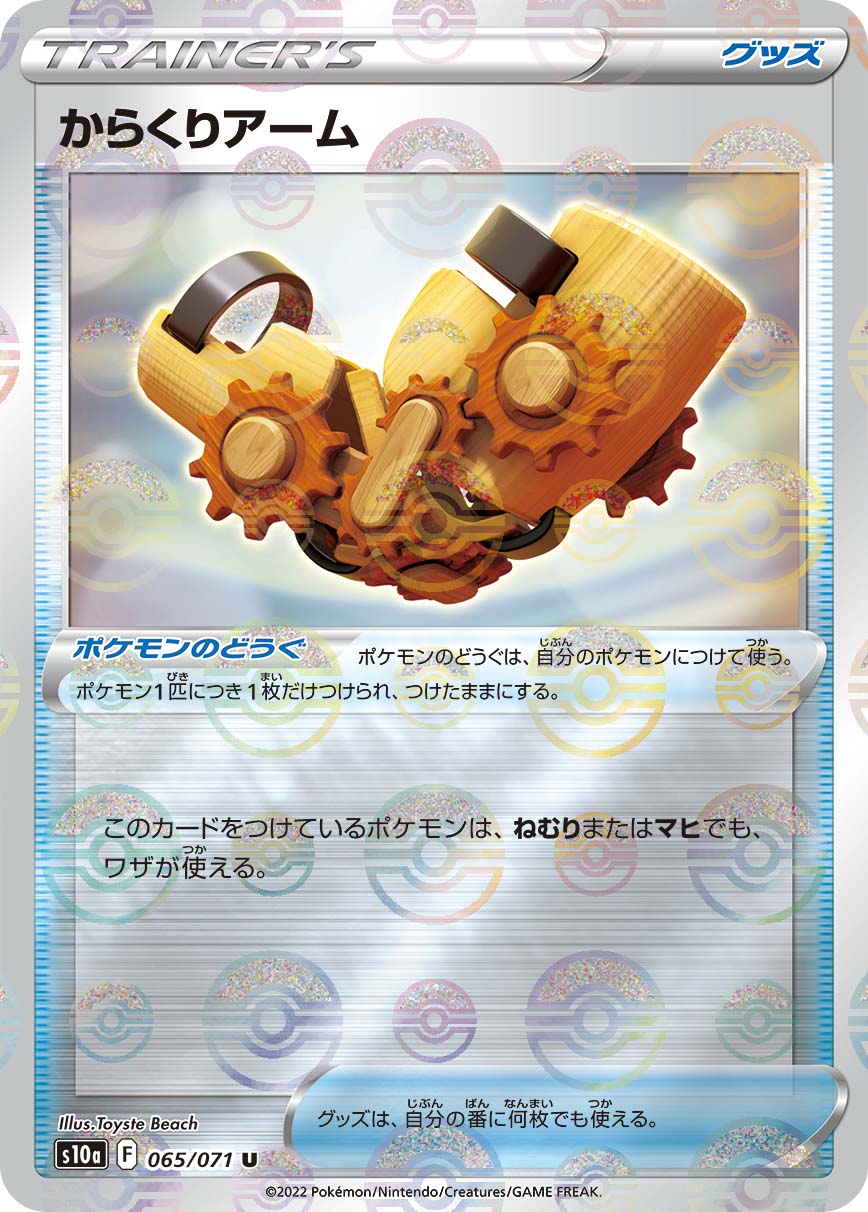 TRAINER'S
グッズ
からくりアーム
ポケモンのどうぐ
ポケモンのどうぐは、自分のポケモンにつけて使う。
ポケモン1匹につき1枚だけつけられ、つけたままにする。
このカードをつけているポケモンは、ねむりまたはマヒでも、
ワザが使える。
グッズは、自分の番に何枚でも使える。
Illus.Toyste Beach
s10a F 065/071 U
©2022 Pokémon/Nintendo/Creatures/GAME FREAK.